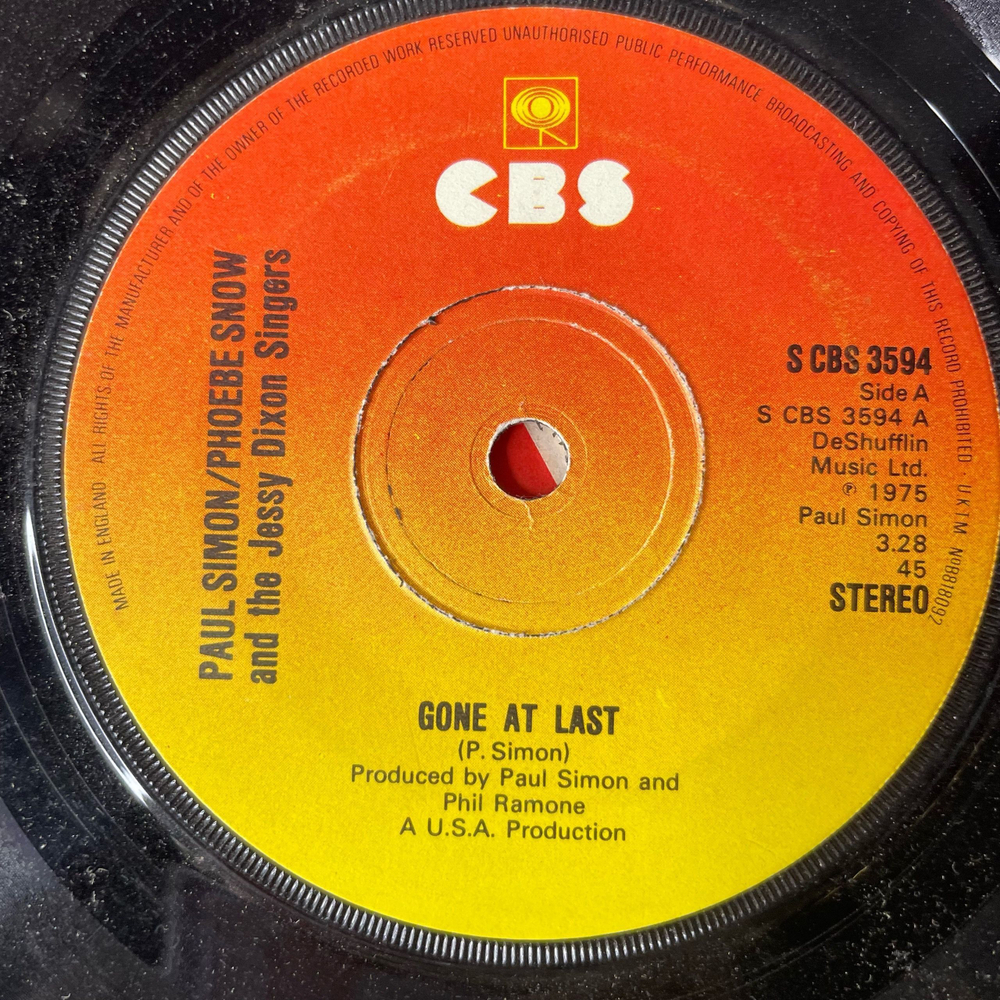 MADE IN ENGLAND · ALL RIGHTS OF THE MANUFACTURER AND OF THE OWNER OF THE RECORDED WORK RESERVED UNAUTHORISED PUBLIC PERFORMANCE BROADCASTING AND COPYING OF THIS RECORD PROHIBITED · U K T M Nº881809z
CBS
PAUL SIMON/PHOEBE SNOW
and the Jessy Dixon Singers
S CBS 3594
Side A
S CBS 3594 A
DeShufflin
Music Ltd.
℗ 1975
Paul Simon
3.28
45
STEREO
GONE AT LAST
(P. Simon)
Produced by Paul Simon and
Phil Ramone
A U.S.A. Production